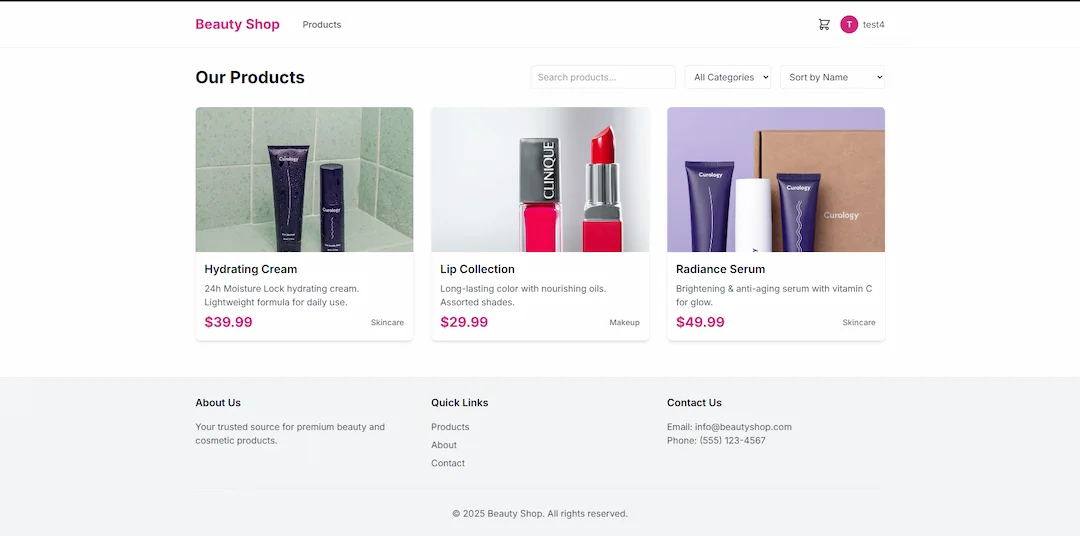 Beauty Shop
Products
T
test4
Our Products
Search products...
All Categories
Sort by Name
Curology
Curology
CLINIQUE
Curology
Curology
Curology
Hydrating Cream
24h Moisture Lock hydrating cream.
Lightweight formula for daily use.
$39.99
Skincare
Lip Collection
Long-lasting color with nourishing oils.
Assorted shades.
$29.99
Makeup
Radiance Serum
Brightening & anti-aging serum with vitamin C
for glow.
$49.99
Skincare
About Us
Your trusted source for premium beauty and
cosmetic products.
Quick Links
Products
About
Contact
Contact Us
Email: info@beautyshop.com
Phone: (555) 123-4567
© 2025 Beauty Shop. All rights reserved.